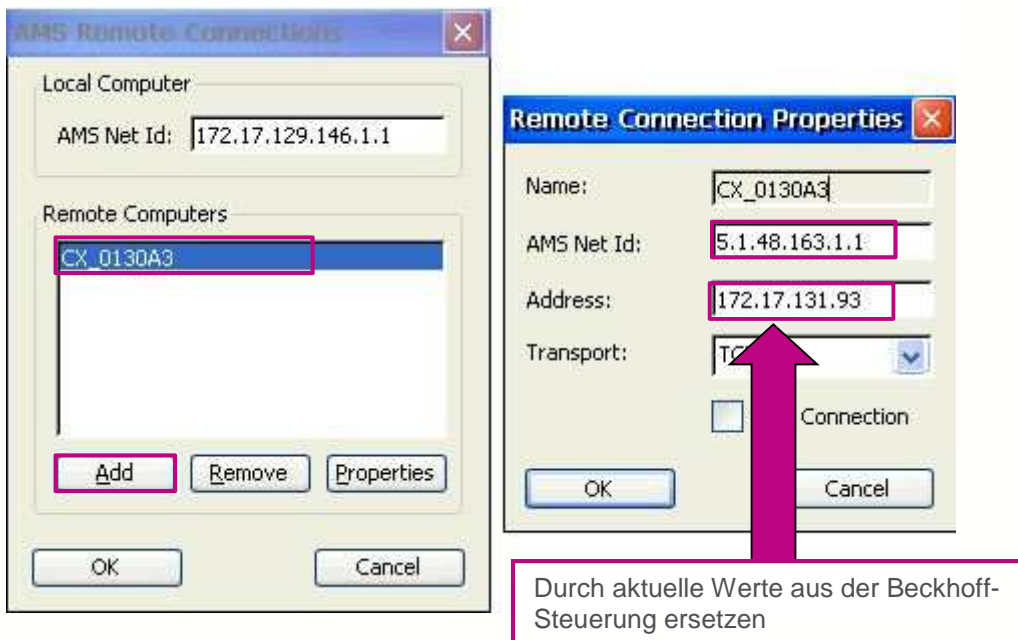 AMS Remote Connections
Local Computer
AMS Net Id: 172.17.129.146.1.1
Remote Computers
CX_0130A3
Add Remove Properties
OK Cancel
Remote Connection Properties
Name: CX_0130A3
AMS Net Id: 5.1.48.163.1.1
Address: 172.17.131.93
Transport:
Connection
OK Cancel
Durch aktuelle Werte aus der Beckhoff-
Steuerung ersetzen